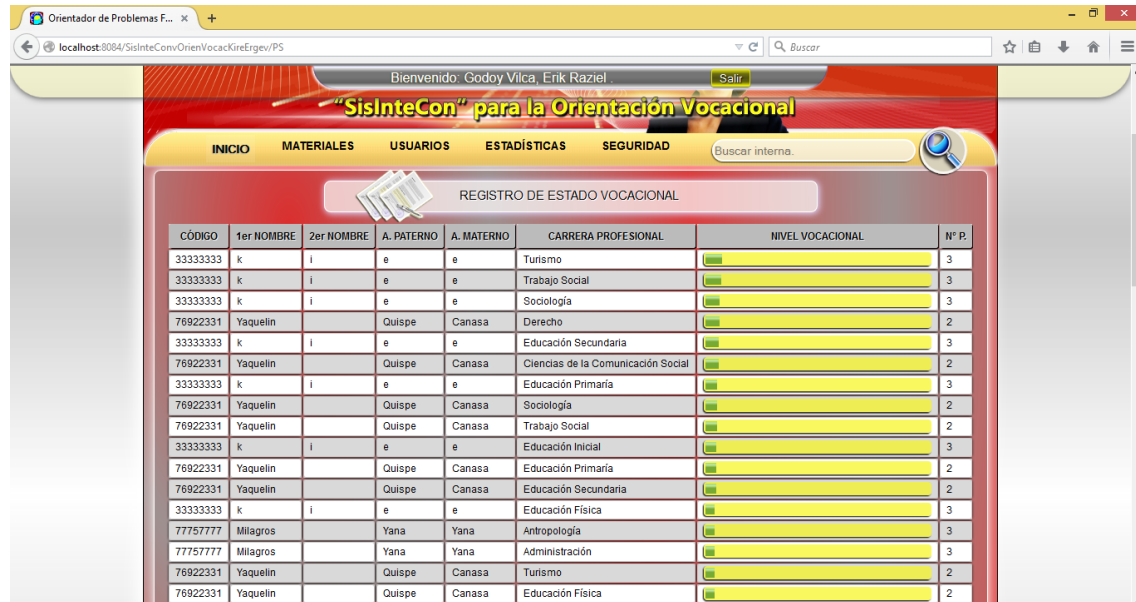 Orientador de Problemas F... × +
localhost:8084/SisInteConvOrienVocacKireErgev/PS Buscar
Bienvenido: Godoy Vilca, Erik Raziel . Salir
"SisInteCon" para la Orientación Vocacional
INICIO MATERIALES USUARIOS ESTADÍSTICAS SEGURIDAD Buscar interna.
REGISTRO DE ESTADO VOCACIONAL
CÓDIGO 1er NOMBRE 2er NOMBRE A. PATERNO A. MATERNO CARRERA PROFESIONAL NIVEL VOCACIONAL N° P.
33333333 k i e e Turismo 3
33333333 k i e e Trabajo Social 3
33333333 k i e e Sociología 3
76922331 Yaquelin Quispe Canasa Derecho 2
33333333 k i e e Educación Secundaria 3
76922331 Yaquelin Quispe Canasa Ciencias de la Comunicación Social 2
33333333 k i e e Educación Primaría 3
76922331 Yaquelin Quispe Canasa Sociología 2
76922331 Yaquelin Quispe Canasa Trabajo Social 2
33333333 k i e e Educación Inicial 3
76922331 Yaquelin Quispe Canasa Educación Primaría 2
76922331 Yaquelin Quispe Canasa Educación Secundaria 2
33333333 k i e e Educación Física 3
77757777 Milagros Yana Yana Antropología 3
77757777 Milagros Yana Yana Administración 3
76922331 Yaquelin Quispe Canasa Turismo 2
76922331 Yaquelin Quispe Canasa Educación Física 2